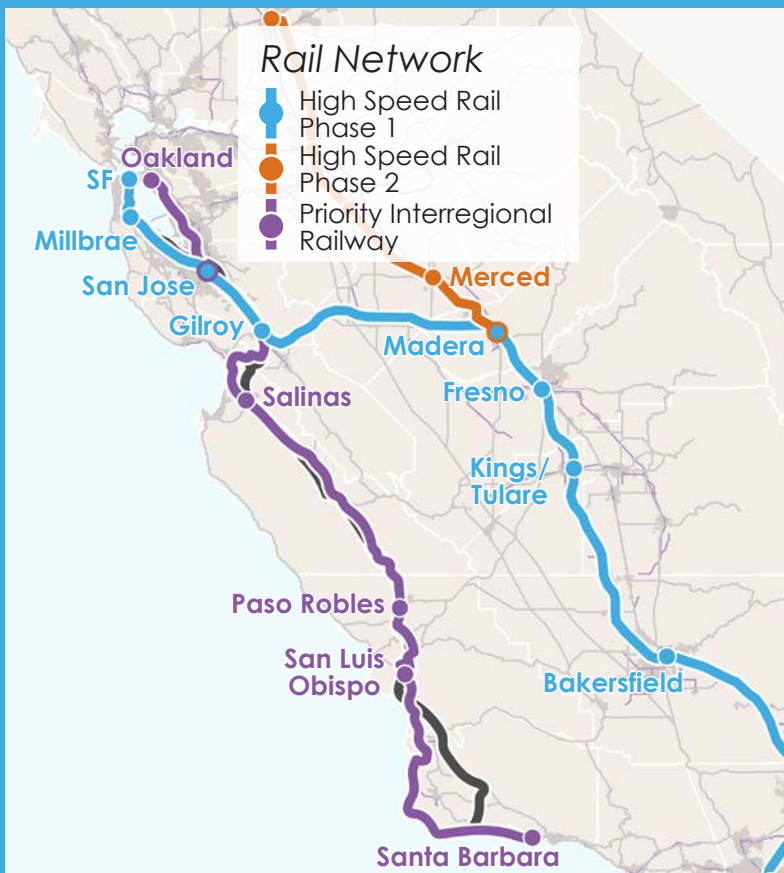 Rail Network
High Speed Rail
Phase 1
High Speed Rail
Phase 2
Priority Interregional
Railway
Oakland
SF
Millbrae
San Jose
Merced
Gilroy
Madera
Salinas
Fresno
Kings/
Tulare
Paso Robles
San Luis
Obispo
Bakersfield
Santa Barbara